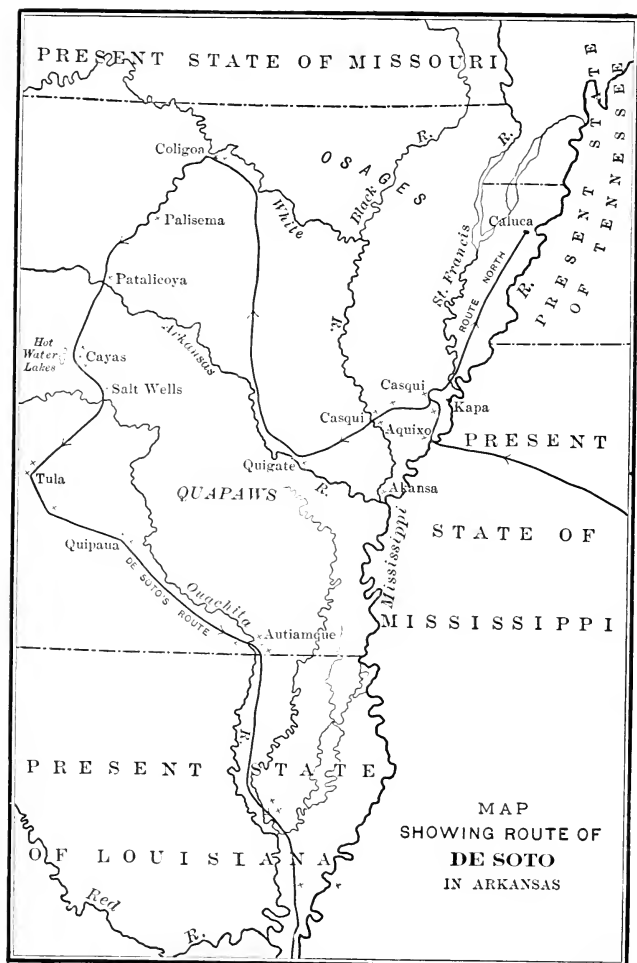 PRESENT STATE OF MISSOURI
PRESENT STATE
OF TENNESSEE
Coligoa
OSAGES
R.
R.
White
Black
Palisema
Caluca
St. Francis
ROUTE NORTH
R.
Patalicoya
Arkansas
R.
Hot
Water
Lakes
Cayas
Salt Wells
Casqui
Kapa
Casqui
Aquixo
PRESENT
Quigate
Tula
QUAPAWS
R.
Akansa
STATE OF
Mississippi
Quipaua
DE SOTO'S ROUTE
Ouachita
MISSISSIPPI
Autiamque
R.
PRESENT STATE
OF LOUISIANA
Red
R.
MAP
SHOWING ROUTE OF
DE SOTO
IN ARKANSAS